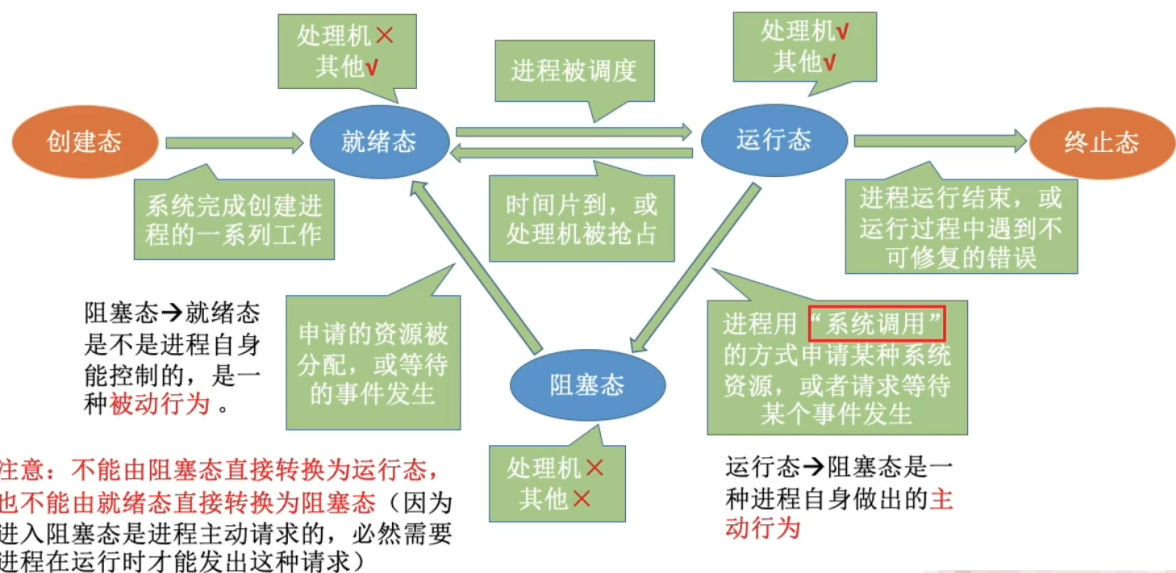 处理机×
其他√
进程被调度
处理机√
其他√
创建态
就绪态
运行态
终止态
系统完成创建进
程的一系列工作
时间片到，或
处理机被抢占
进程运行结束，或
运行过程中遇到不
可修复的错误
阻塞态→就绪态
是不是进程自身
能控制的，是一
种被动行为。
申请的资源被
分配，或等待
的事件发生
阻塞态
进程用“系统调用”
的方式申请某种系统
资源，或者请求等待
某个事件发生
处理机×
其他×
注意：不能由阻塞态直接转换为运行态，
也不能由就绪态直接转换为阻塞态（因为
进入阻塞态是进程主动请求的，必然需要
进程在运行时才能发出这种请求）
运行态→阻塞态是一
种进程自身做出的主
动行为